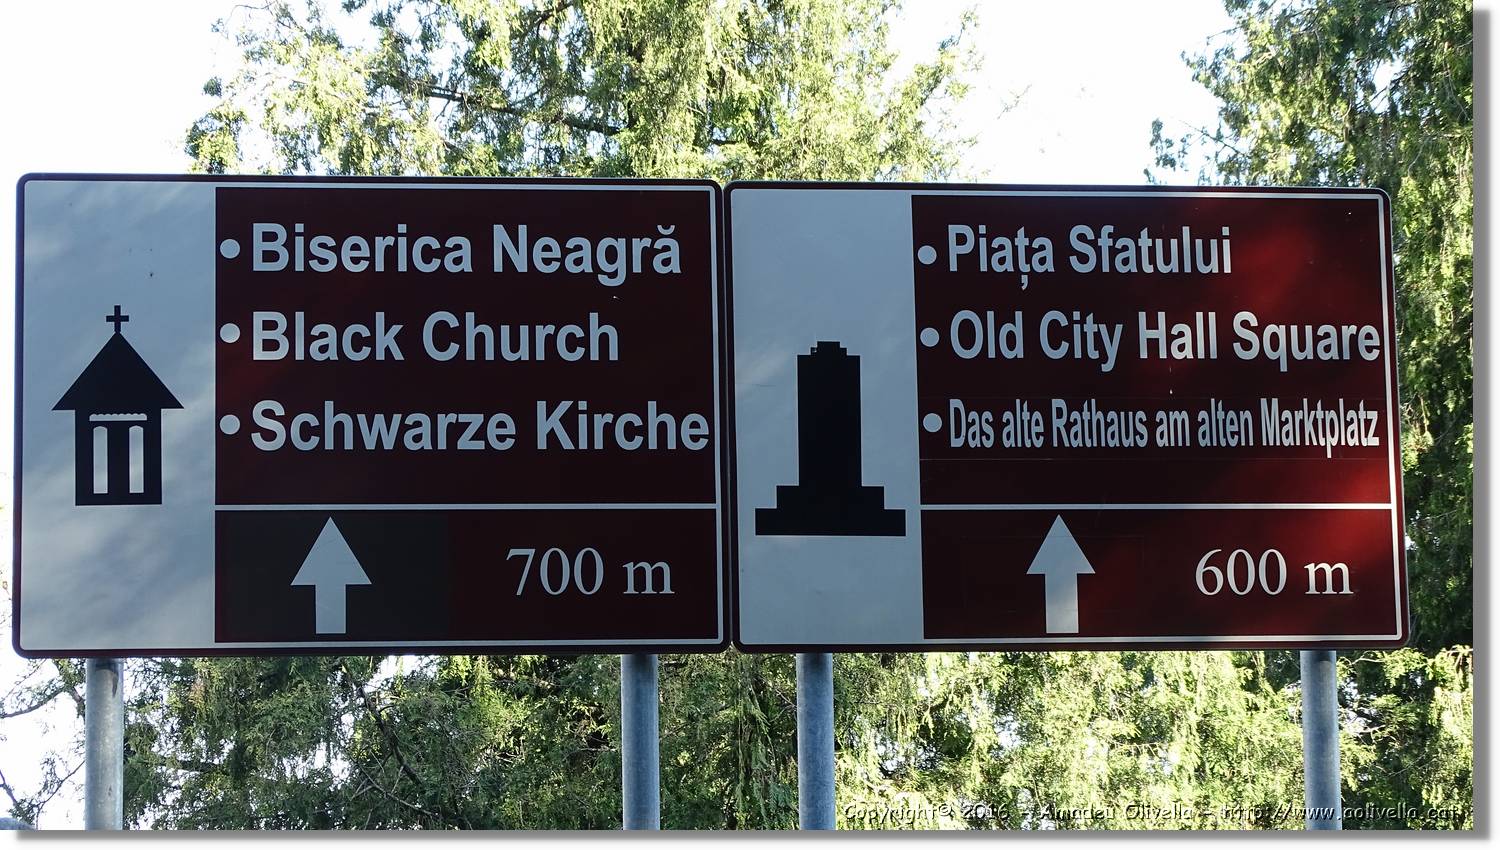 • Biserica Neagră
• Black Church
• Schwarze Kirche
700 m
• Piața Sfatului
• Old City Hall Square
• Das alte Rathaus am alten Marktplatz
600 m
Copyright© 2016 - Amadeu Olivella - http://www.aolivella.cat